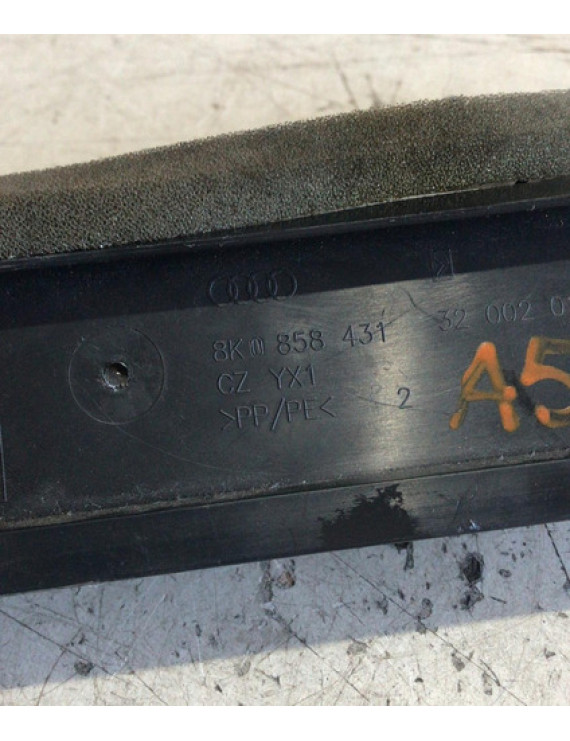 8K0 858 431
32 002 0
CZ YX1
>PP/PE<
2
A5